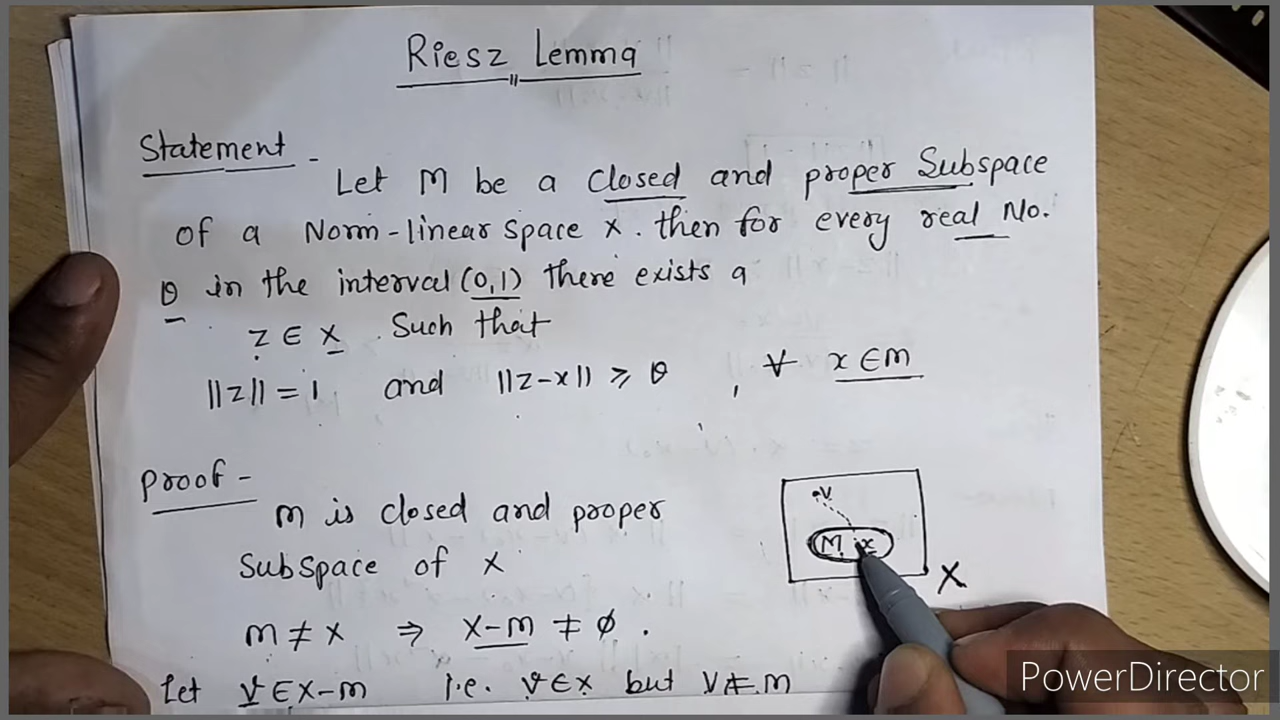 Riesz Lemma
Statement -
Let M be a closed and proper Subspace
of a Norm-linear space X. then for every real No.
θ in the interval (0,1) there exists a
z ∈ X. Such that
||z|| = 1 and ||z-x|| ⩾ θ , ∀ x ∈ M
Proof -
M is closed and proper
Subspace of X
M ≠ X ⇒ X-M ≠ ϕ.
Let v ∈ X-M i.e. v ∈ X but v ∉ M
v
M x
X
PowerDirector